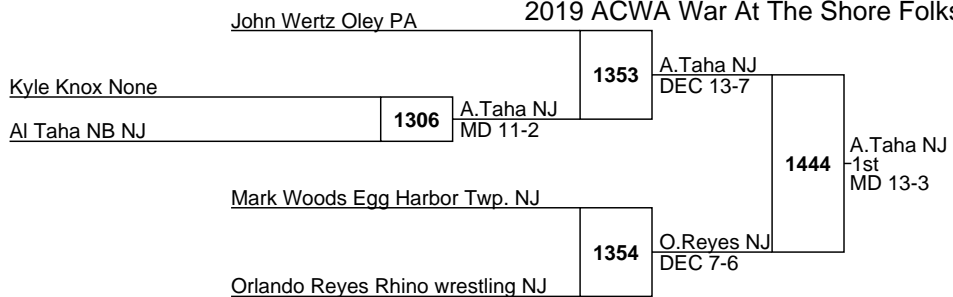 2019 ACWA War At The Shore Folks
John Wertz Oley PA
1353
A.Taha NJ
DEC 13-7
Kyle Knox None
1306
A.Taha NJ
MD 11-2
Al Taha NB NJ
1444
A.Taha NJ
1st
MD 13-3
Mark Woods Egg Harbor Twp. NJ
1354
O.Reyes NJ
DEC 7-6
Orlando Reyes Rhino wrestling NJ